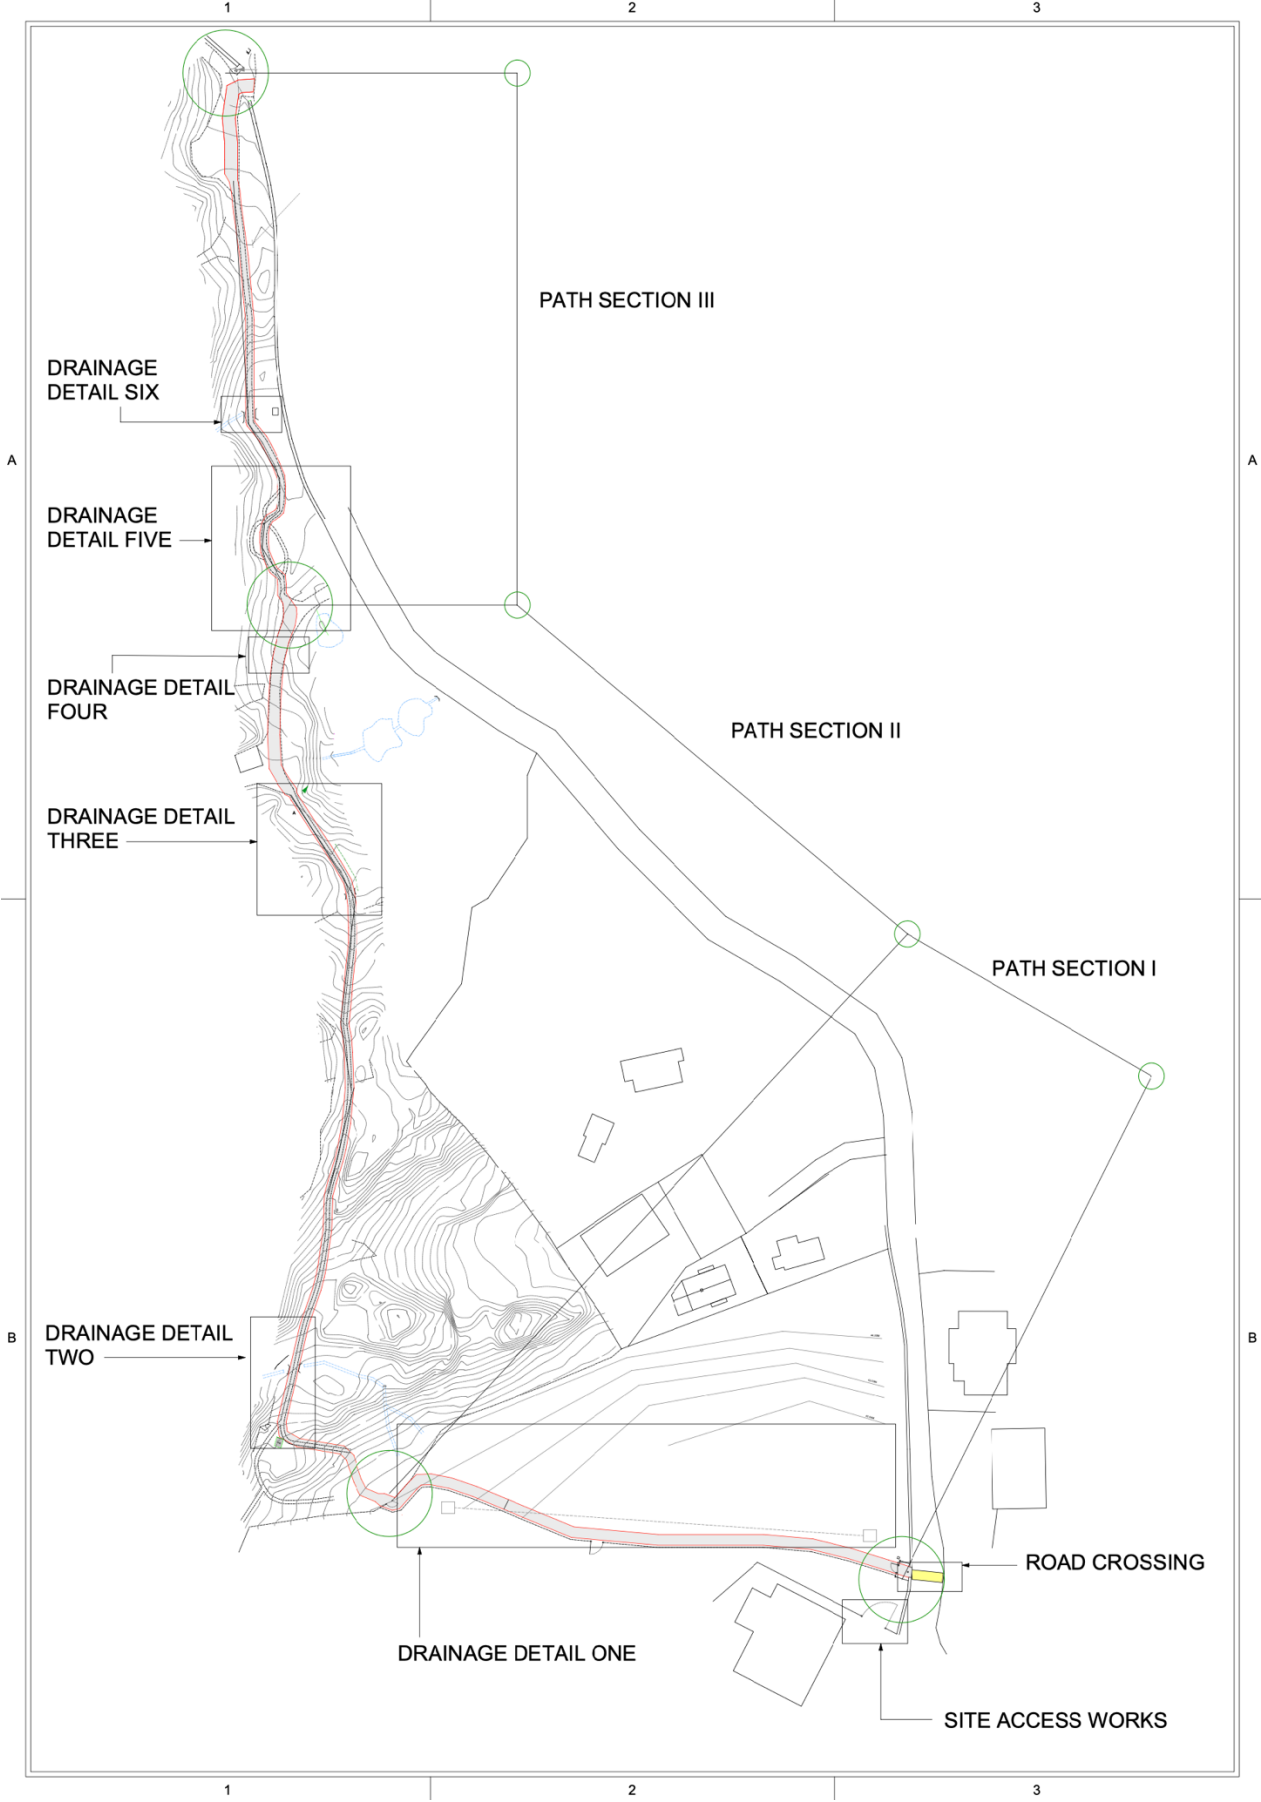 1
2
3
PATH SECTION III
DRAINAGE
DETAIL SIX
A
A
DRAINAGE
DETAIL FIVE
DRAINAGE DETAIL
FOUR
PATH SECTION II
DRAINAGE DETAIL
THREE
PATH SECTION I
DRAINAGE DETAIL
TWO
B
B
ROAD CROSSING
DRAINAGE DETAIL ONE
SITE ACCESS WORKS
1
2
3